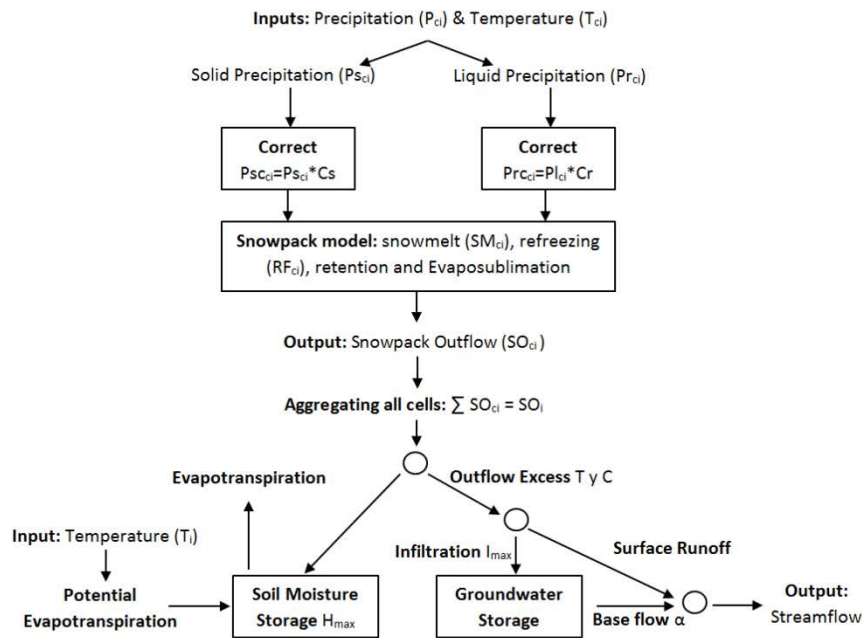 Inputs: Precipitation (Pci) & Temperature (Tci)
Solid Precipitation (Psci)
Liquid Precipitation (Prci)
Correct
Pscci=Psci*Cs
Correct
Prcci=Plci*Cr
Snowpack model: snowmelt (SMci), refreezing
(RFci), retention and Evaposublimation
Output: Snowpack Outflow (SOci)
Aggregating all cells: ∑ SOci = SOi
Evapotranspiration
Outflow Excess T y C
Input: Temperature (Ti)
Infiltration Imax
Surface Runoff
Potential
Evapotranspiration
Soil Moisture
Storage Hmax
Groundwater
Storage
Base flow α
Output:
Streamflow